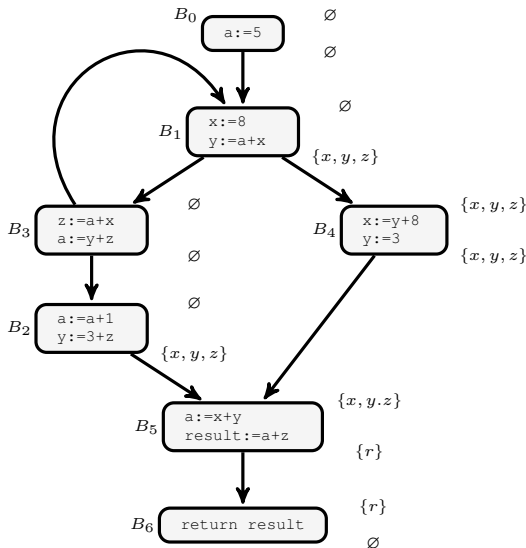 B0
a:=5
∅
∅
B1
x:=8
y:=a+x
∅
{x, y, z}
B3
z:=a+x
a:=y+z
∅
∅
B4
x:=y+8
y:=3
{x, y, z}
{x, y, z}
B2
a:=a+1
y:=3+z
∅
{x, y, z}
B5
a:=x+y
result:=a+z
{x, y.z}
{r}
B6
return result
{r}
∅